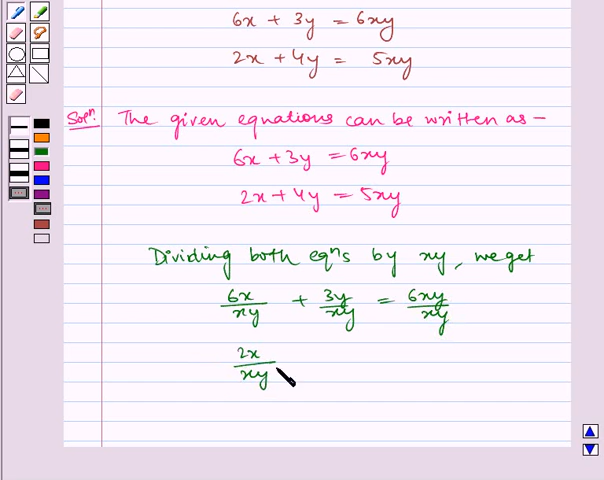 6x + 3y = 6xy
2x + 4y = 5xy
Solⁿ. The given equations can be written as –
6x + 3y = 6xy
2x + 4y = 5xy
Dividing both eqⁿs by xy, we get
6x/xy + 3y/xy = 6xy/xy
2x/xy